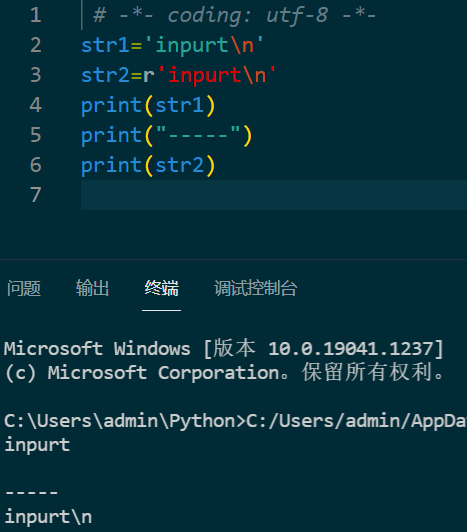 1 # -*- coding: utf-8 -*-
2 str1='inpurt\n'
3 str2=r'inpurt\n'
4 print(str1)
5 print("-----")
6 print(str2)
7
问题 输出 终端 调试控制台
Microsoft Windows [版本 10.0.19041.1237]
(c) Microsoft Corporation。保留所有权利。
C:\Users\admin\Python>C:/Users/admin/AppDa
inpurt
-----
inpurt\n